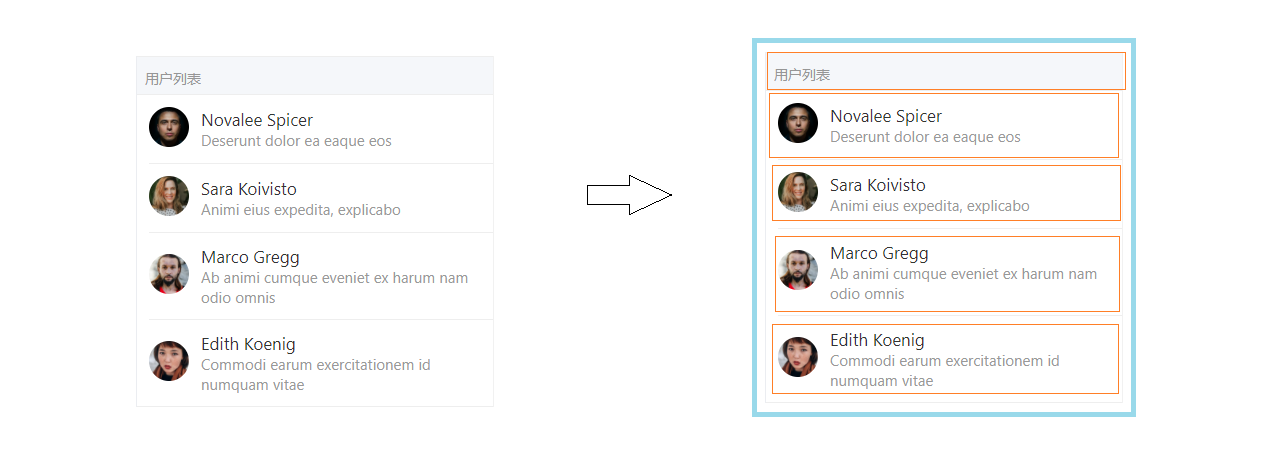 用户列表
Novalee Spicer
Deserunt dolor ea eaque eos
Sara Koivisto
Animi eius expedita, explicabo
Marco Gregg
Ab animi cumque eveniet ex harum nam
odio omnis
Edith Koenig
Commodi earum exercitationem id
numquam vitae
用户列表
Novalee Spicer
Deserunt dolor ea eaque eos
Sara Koivisto
Animi eius expedita, explicabo
Marco Gregg
Ab animi cumque eveniet ex harum nam
odio omnis
Edith Koenig
Commodi earum exercitationem id
numquam vitae